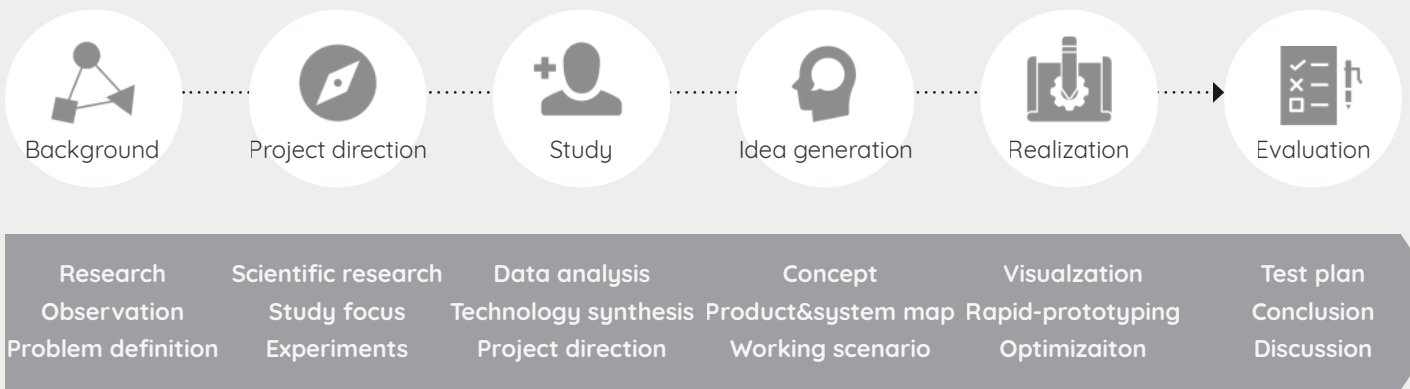 Background
Project direction
Study
Idea generation
Realization
Evaluation
Research
Observation
Problem definition
Scientific research
Study focus
Experiments
Data analysis
Technology synthesis
Project direction
Concept
Product&system map
Working scenario
Visualzation
Rapid-prototyping
Optimizaiton
Test plan
Conclusion
Discussion